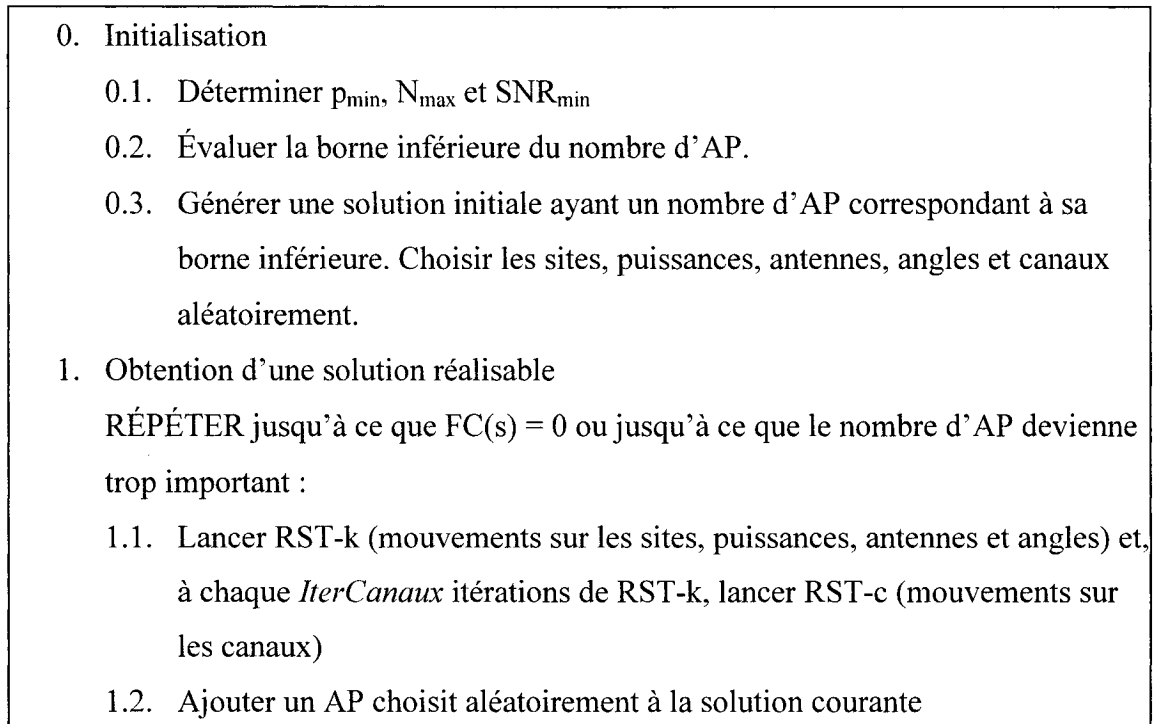 0. Initialisation
0.1. Déterminer pmin, Nmax et SNRmin
0.2. Évaluer la borne inférieure du nombre d'AP.
0.3. Générer une solution initiale ayant un nombre d'AP correspondant à sa
borne inférieure. Choisir les sites, puissances, antennes, angles et canaux
aléatoirement.
1. Obtention d'une solution réalisable
RÉPÉTER jusqu'à ce que FC(s) = 0 ou jusqu'à ce que le nombre d'AP devienne
trop important :
1.1. Lancer RST-k (mouvements sur les sites, puissances, antennes et angles) et,
à chaque IterCanaux itérations de RST-k, lancer RST-c (mouvements sur
les canaux)
1.2. Ajouter un AP choisit aléatoirement à la solution courante